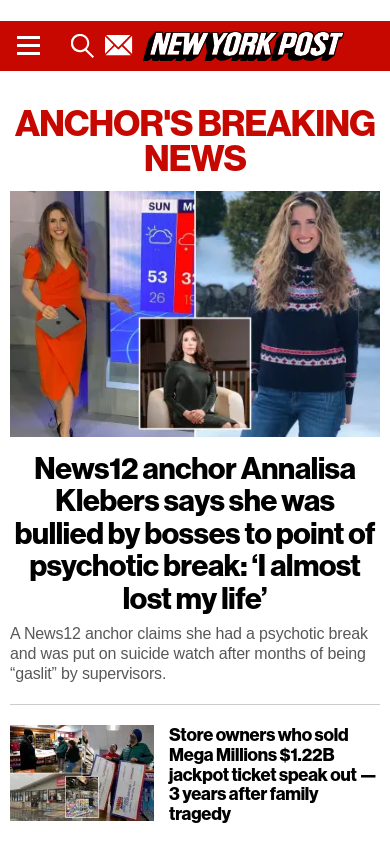 NEW YORK POST
ANCHOR'S BREAKING
NEWS
SUN
53
26
News12 anchor Annalisa
Klebers says she was
bullied by bosses to point of
psychotic break: ‘I almost
lost my life’
A News12 anchor claims she had a psychotic break
and was put on suicide watch after months of being
“gaslit” by supervisors.
Store owners who sold
Mega Millions $1.22B
jackpot ticket speak out —
3 years after family
tragedy